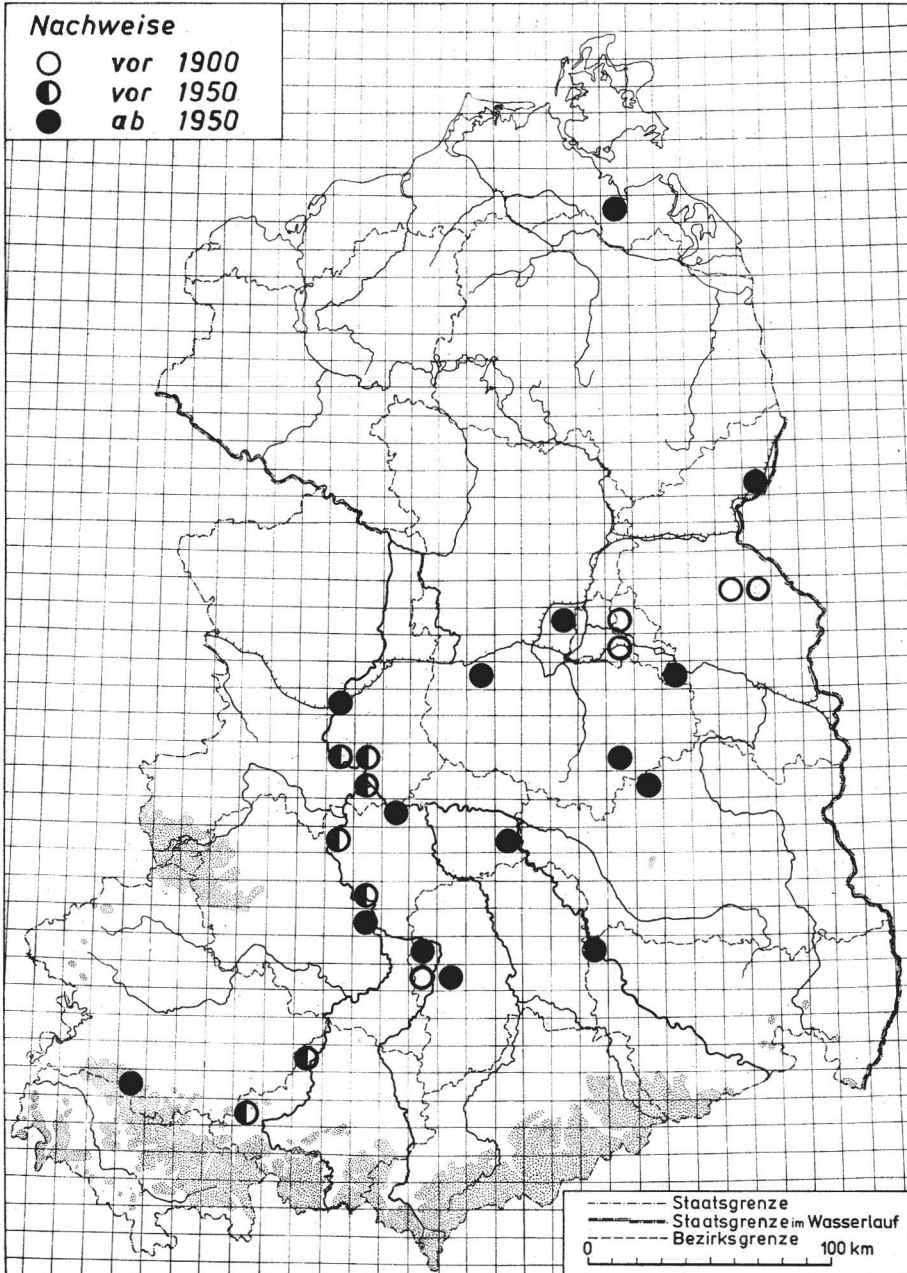 Nachweise
vor 1900
vor 1950
ab 1950
Staatsgrenze
Staatsgrenze im Wasserlauf
Bezirksgrenze
0 100 km